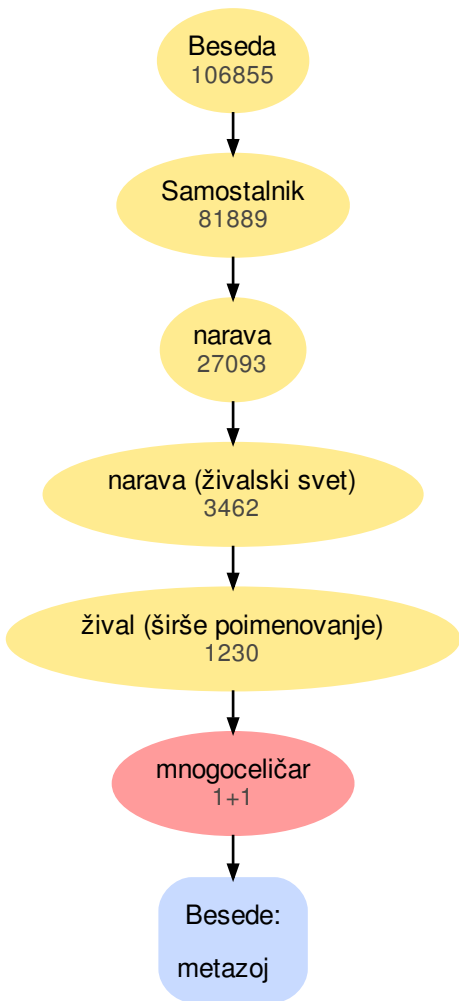 Beseda
106855
Samostalnik
81889
narava
27093
narava (živalski svet)
3462
žival (širše poimenovanje)
1230
mnogoceličar
1+1
Besede:
metazoj